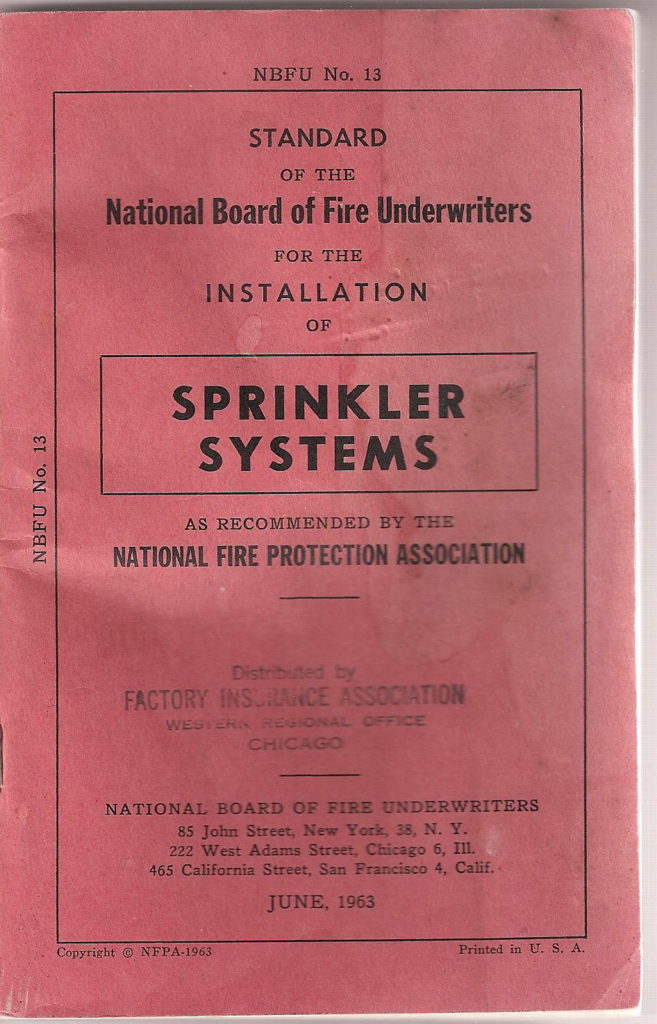 NBFU No. 13
STANDARD
OF THE
National Board of Fire Underwriters
FOR THE
INSTALLATION
OF
SPRINKLER
SYSTEMS
NBFU No. 13
AS RECOMMENDED BY THE
NATIONAL FIRE PROTECTION ASSOCIATION
Distributed by
FACTORY INSURANCE ASSOCIATION
WESTERN REGIONAL OFFICE
CHICAGO
NATIONAL BOARD OF FIRE UNDERWRITERS
85 John Street, New York, 38, N. Y.
222 West Adams Street, Chicago 6, Ill.
465 California Street, San Francisco 4, Calif.
JUNE, 1963
Copyright © NFPA-1963
Printed in U. S. A.